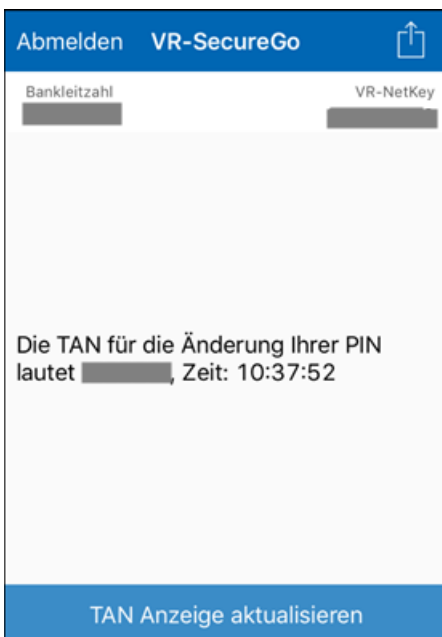 Abmelden VR-SecureGo
Bankleitzahl VR-NetKey
Die TAN für die Änderung Ihrer PIN
lautet , Zeit: 10:37:52
TAN Anzeige aktualisieren